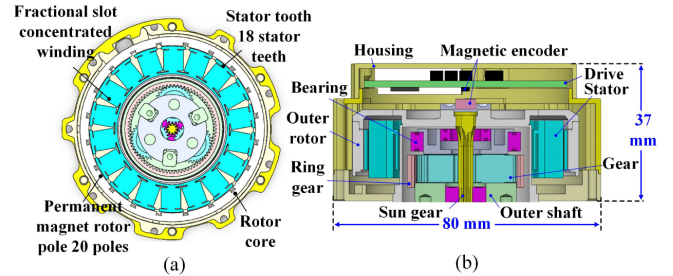 (a)
Fractional slot
concentrated
winding
Stator tooth
18 stator
teeth
Permanent
magnet rotor
pole 20 poles
Rotor
core
(a)
(b)
Housing
Magnetic encoder
Bearing
Drive
Stator
Outer
rotor
37
mm
Ring
gear
Gear
Sun gear
Outer shaft
80 mm
(b)